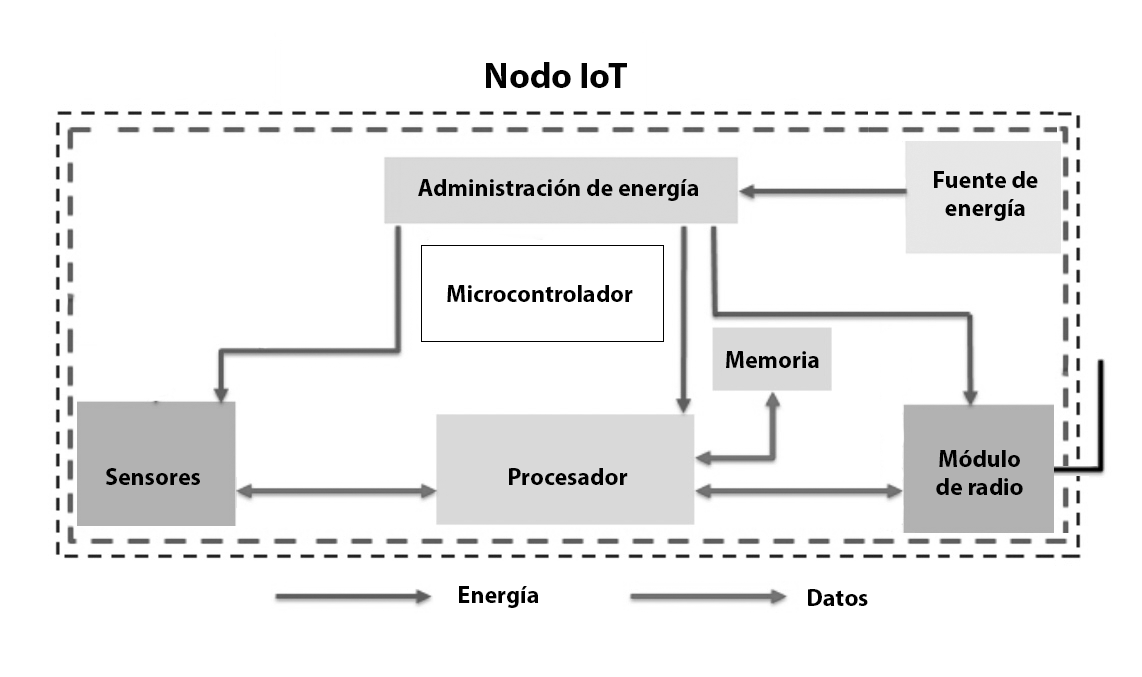 Nodo IoT
Administración de energía
Fuente de
energía
Microcontrolador
Memoria
Sensores
Procesador
Módulo
de radio
Energía
Datos